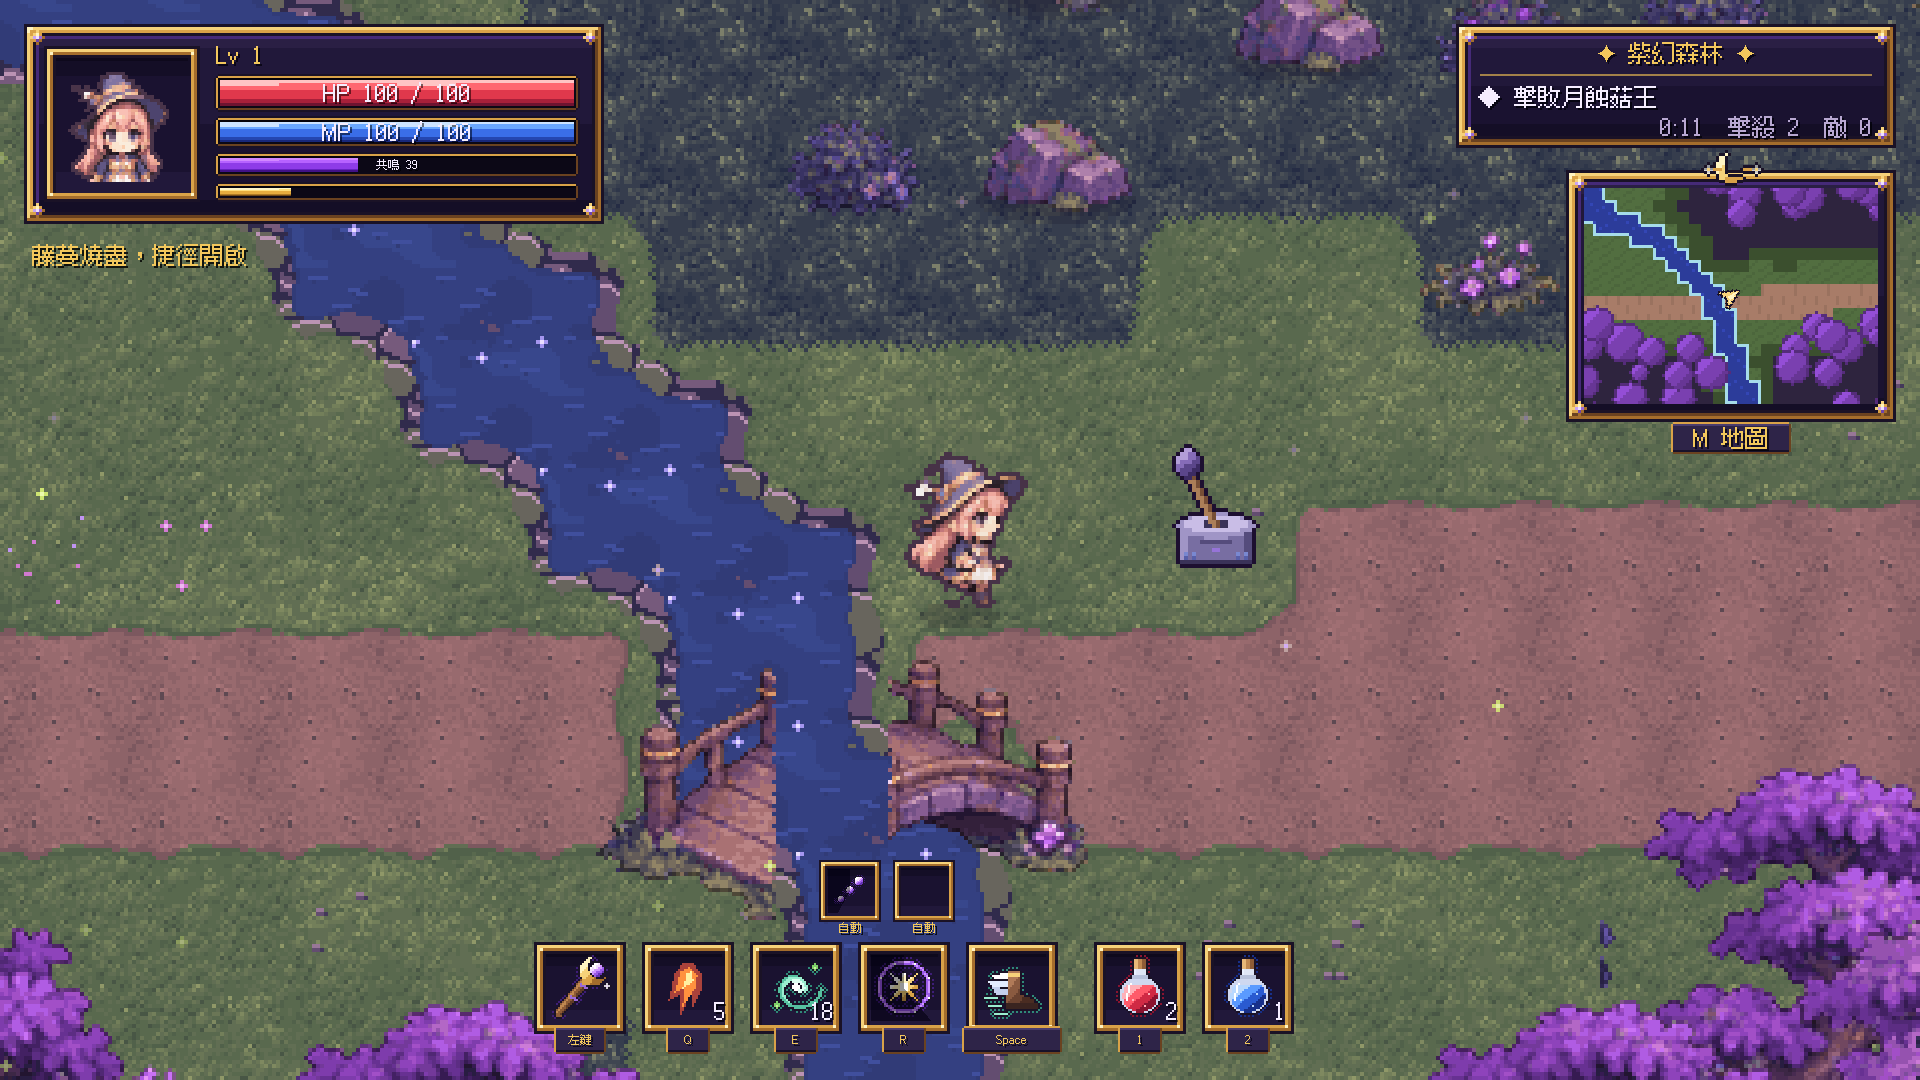 Lv 1
HP 100 / 100
MP 100 / 100
共鳴 39
藤蔓燒盡，捷徑開啟
✦ 紫幻森林 ✦
◆ 擊敗月蝕菇王
0:11 擊殺 2 敵 0
M 地圖
自動 自動
5 18 2 1
左鍵 Q E R Space 1 2